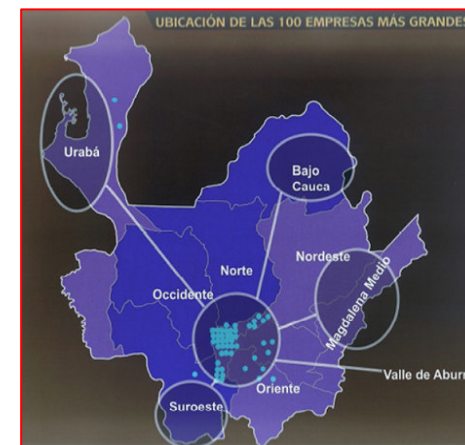 UBICACIÓN DE LAS 100 EMPRESAS MÁS GRANDES
Urabá
Bajo
Cauca
Nordeste
Norte
Magdalena Medio
Occidente
Valle de Aburr
Oriente
Suroeste